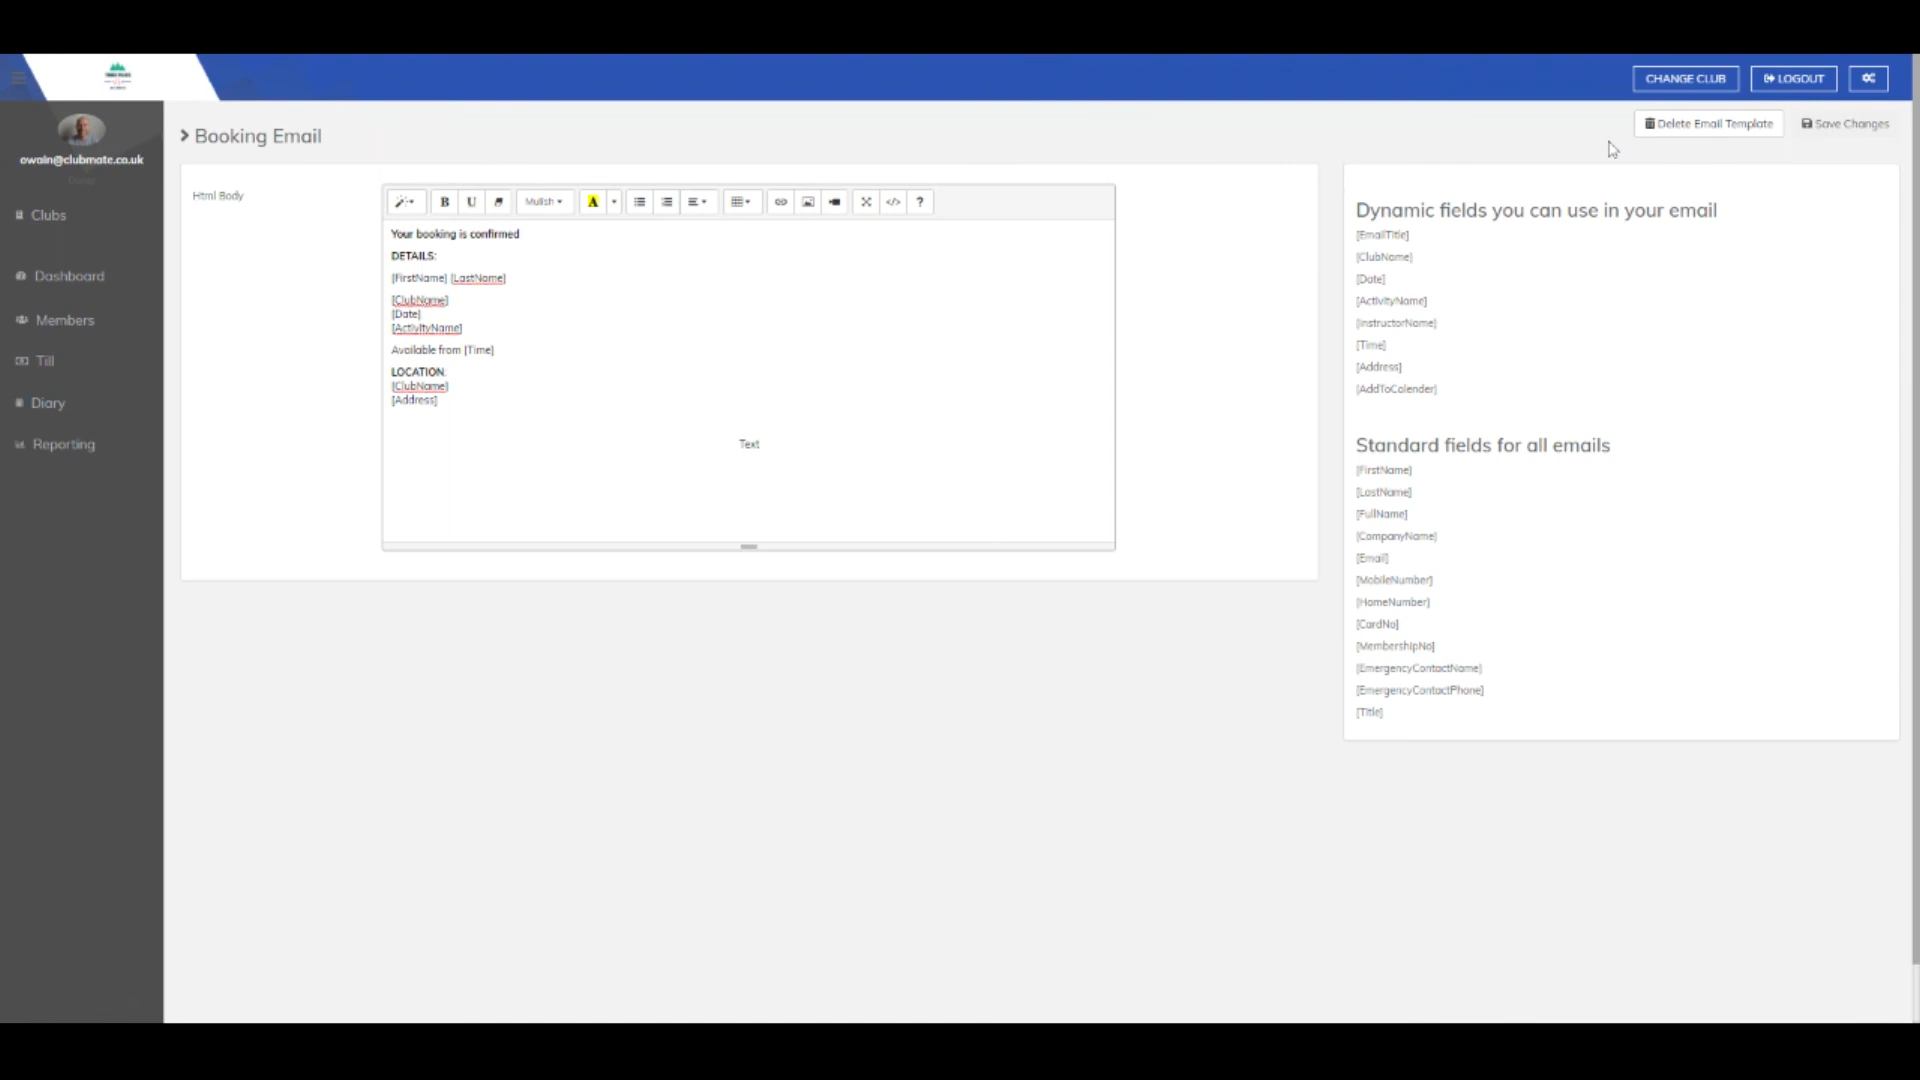 CHANGE CLUB
LOGOUT
owain@clubmate.co.uk
Clubs
Dashboard
Members
Till
Diary
Reporting
Booking Email
Delete Email Template
Save Changes
Html Body
B U Mulish A </> ?
Your booking is confirmed
DETAILS:
[FirstName] [LastName]
[ClubName]
[Date]
[ActivityName]
Available from [Time]
LOCATION:
[ClubName]
[Address]
Text
Dynamic fields you can use in your email
[EmailTitle]
[ClubName]
[Date]
[ActivityName]
[InstructorName]
[Time]
[Address]
[AddToCalender]
Standard fields for all emails
[FirstName]
[LastName]
[FullName]
[CompanyName]
[Email]
[MobileNumber]
[HomeNumber]
[CardNo]
[MembershipNo]
[EmergencyContactName]
[EmergencyContactPhone]
[Title]